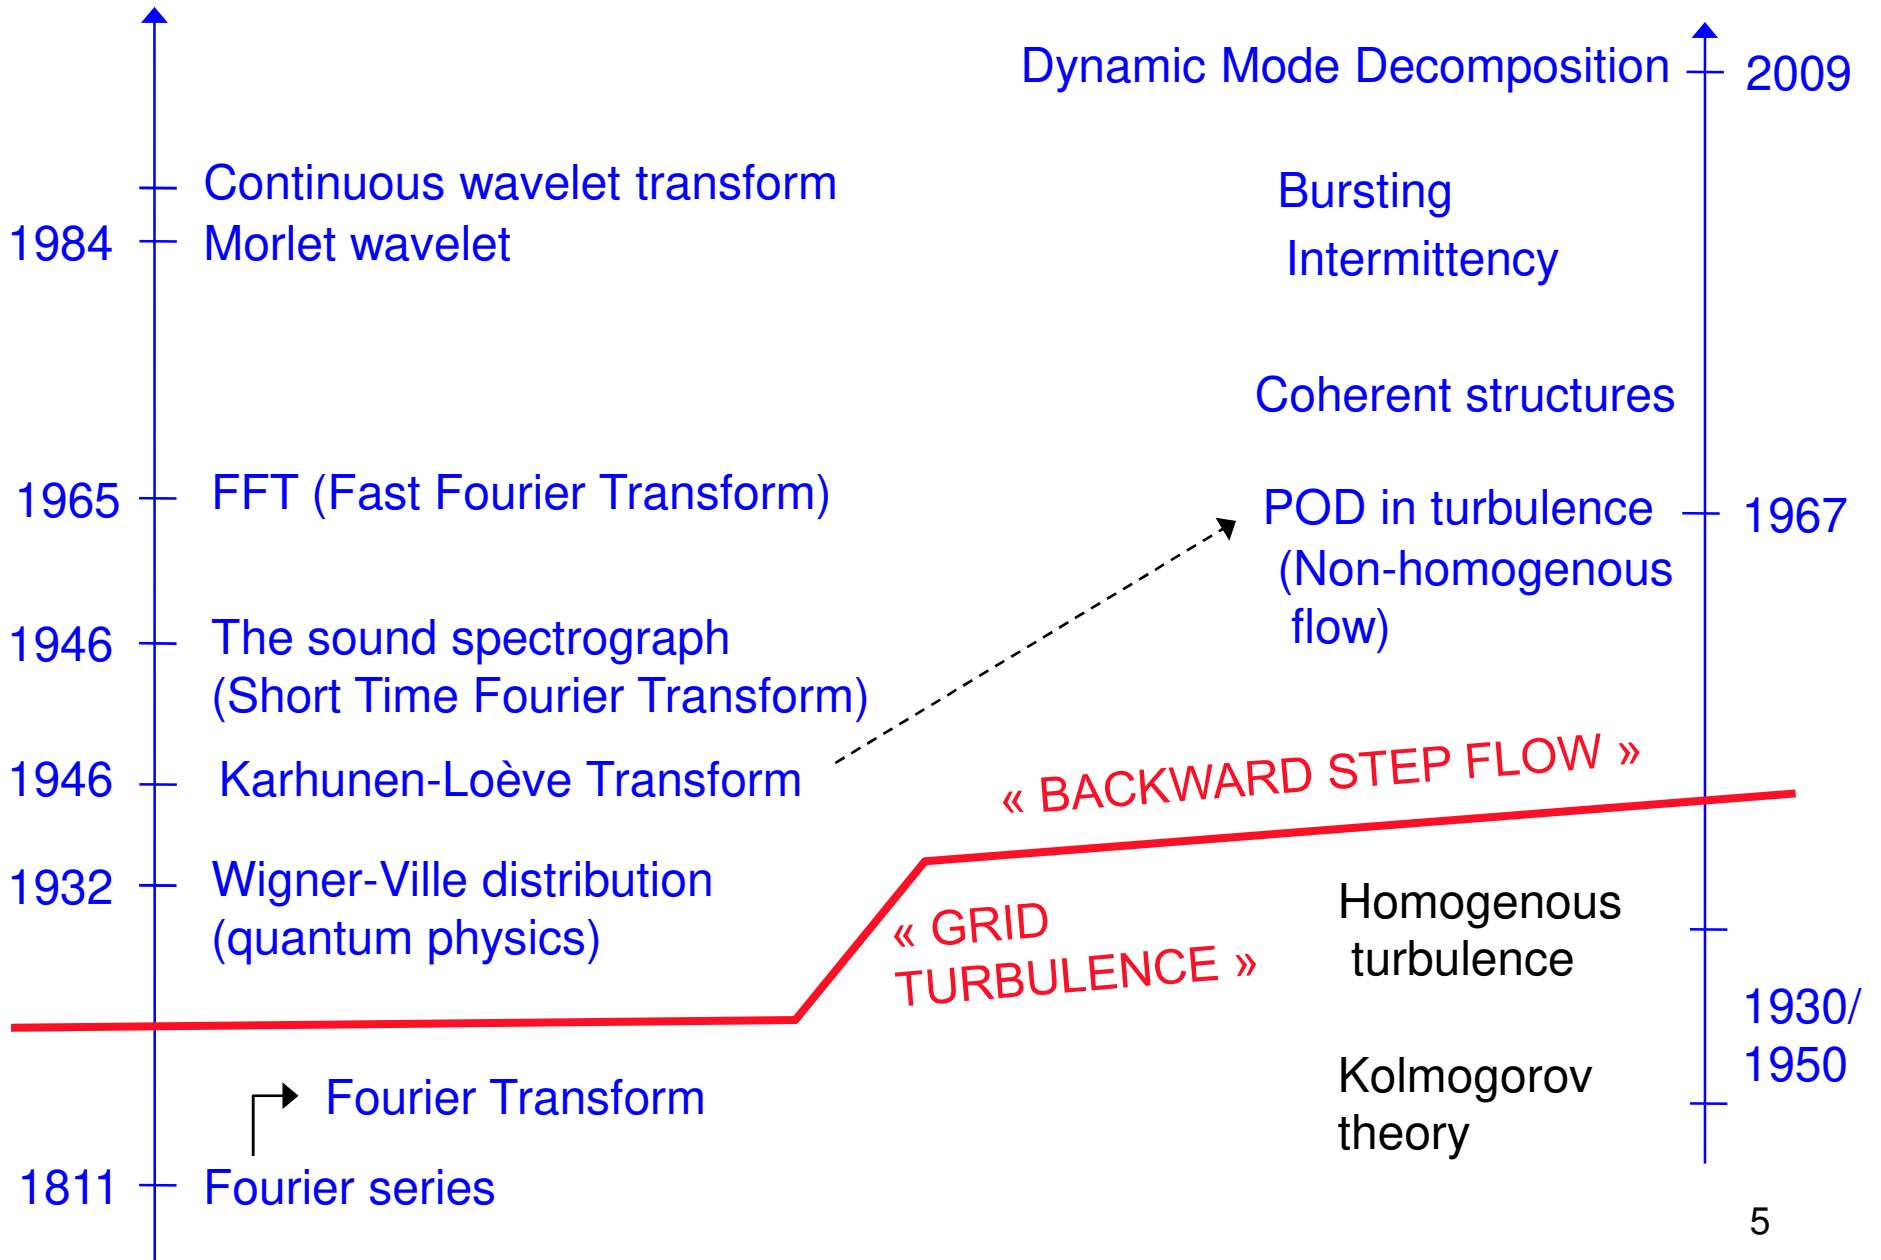 Dynamic Mode Decomposition
2009
Continuous wavelet transform
1984
Morlet wavelet
Bursting
Intermittency
Coherent structures
1965
FFT (Fast Fourier Transform)
POD in turbulence
1967
(Non-homogenous
flow)
1946
The sound spectrograph
(Short Time Fourier Transform)
1946
Karhunen-Loève Transform
« BACKWARD STEP FLOW »
1932
Wigner-Ville distribution
(quantum physics)
« GRID
TURBULENCE »
Homogenous
turbulence
1930/
1950
Fourier Transform
Kolmogorov
theory
1811
Fourier series
5